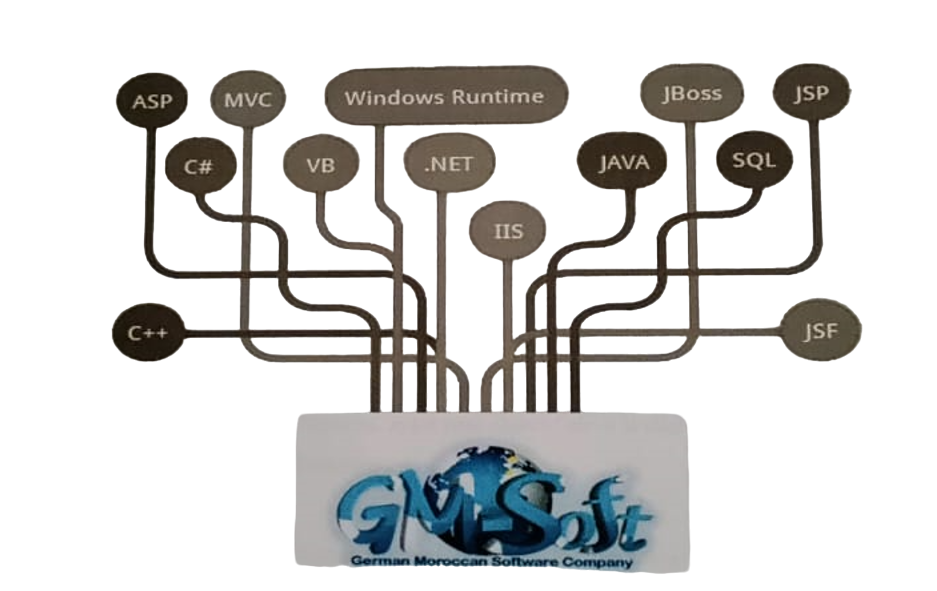 ASP
MVC
Windows Runtime
JBoss
JSP
C#
VB
.NET
JAVA
SQL
IIS
C++
JSF
GM-Soft
German Moroccan Software Company